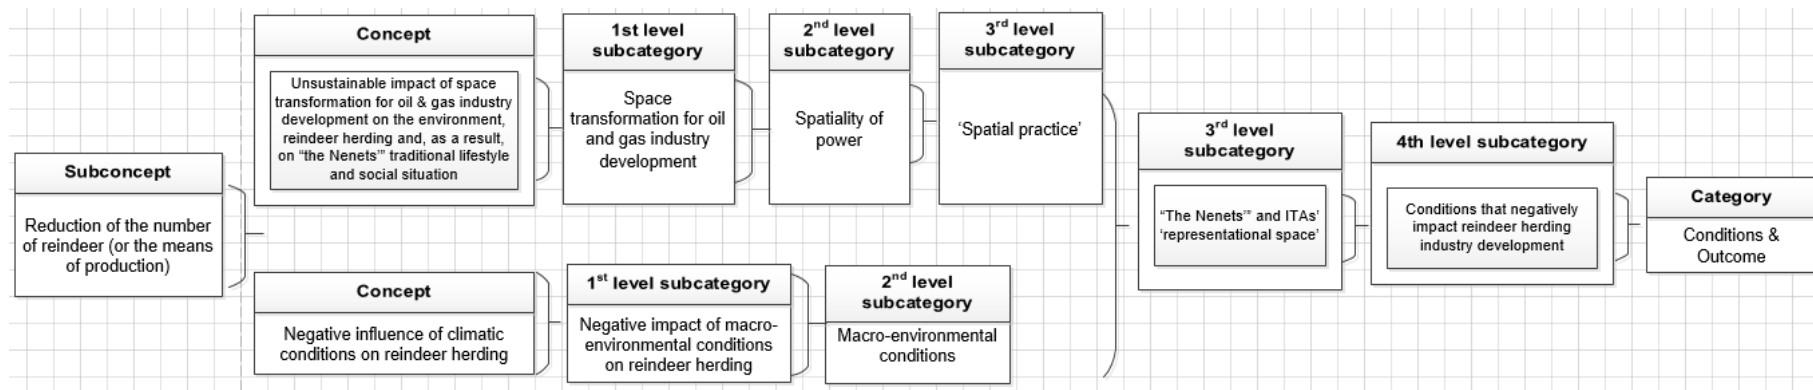 Subconcept
Reduction of the number
of reindeer (or the means
of production)
Concept
Unsustainable impact of space
transformation for oil & gas industry
development on the environment,
reindeer herding and, as a result,
on “the Nenets’” traditional lifestyle
and social situation
1st level
subcategory
Space
transformation for oil
and gas industry
development
2nd level
subcategory
Spatiality of
power
3rd level
subcategory
‘Spatial practice’
Concept
Negative influence of climatic
conditions on reindeer herding
1st level subcategory
Negative impact of macro-
environmental conditions
on reindeer herding
2nd level
subcategory
Macro-environmental
conditions
3rd level
subcategory
“The Nenets’” and ITAs’
‘representational space’
4th level subcategory
Conditions that negatively
impact reindeer herding
industry development
Category
Conditions &
Outcome